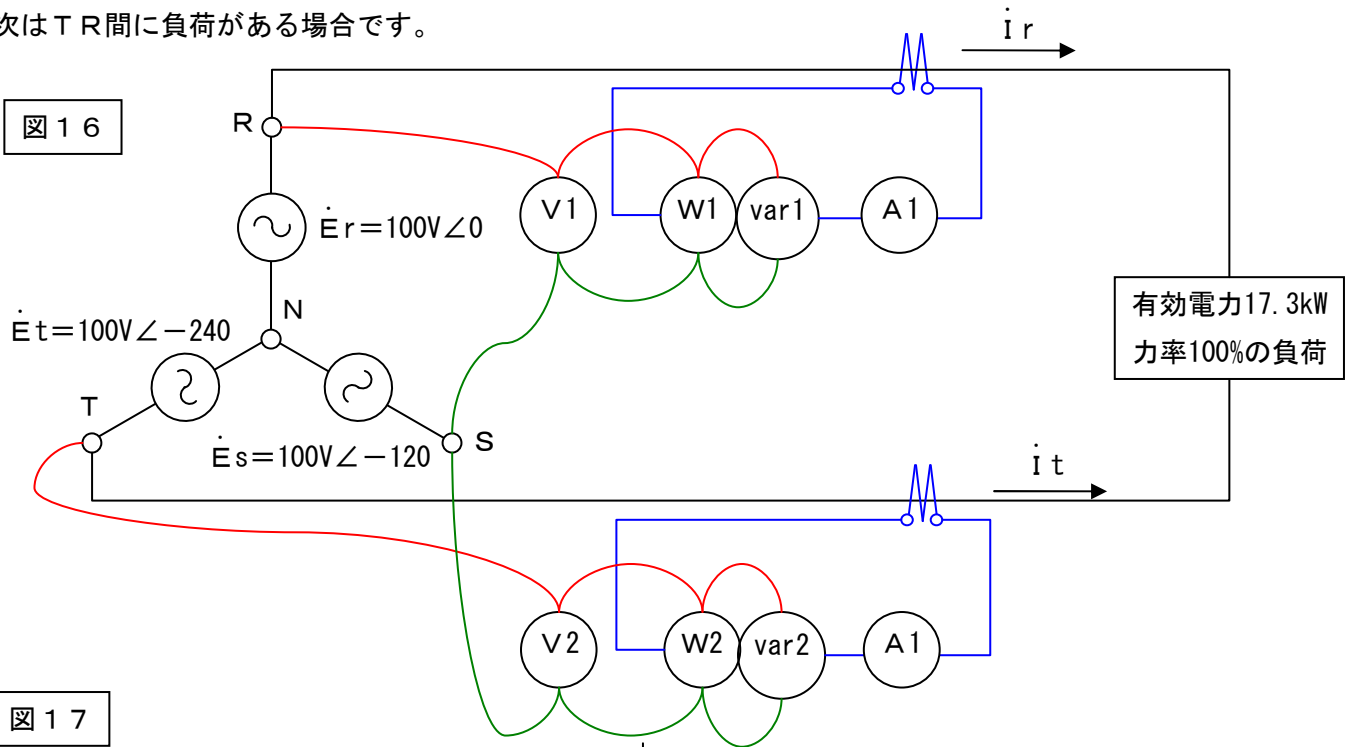 次はＴＲ間に負荷がある場合です。
İr
図１６
R
V1
W1
var1
A1
Ėr＝100V∠0
N
有効電力17.3kW
力率100%の負荷
Ėt＝100V∠－240
T
Ės＝100V∠－120
S
İt
V2
W2
var2
A1
図１７